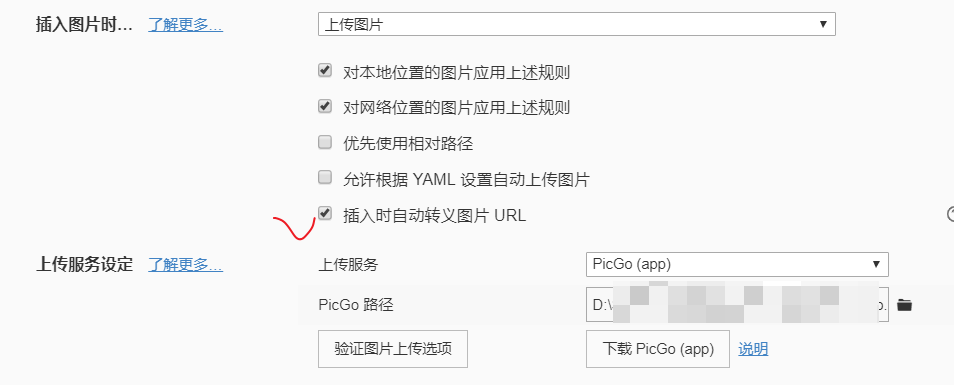 插入图片时... 了解更多... 上传图片
对本地位置的图片应用上述规则
对网络位置的图片应用上述规则
优先使用相对路径
允许根据 YAML 设置自动上传图片
插入时自动转义图片 URL
上传服务设定 了解更多... 上传服务 PicGo (app)
PicGo 路径 D:\
验证图片上传选项 下载 PicGo (app) 说明